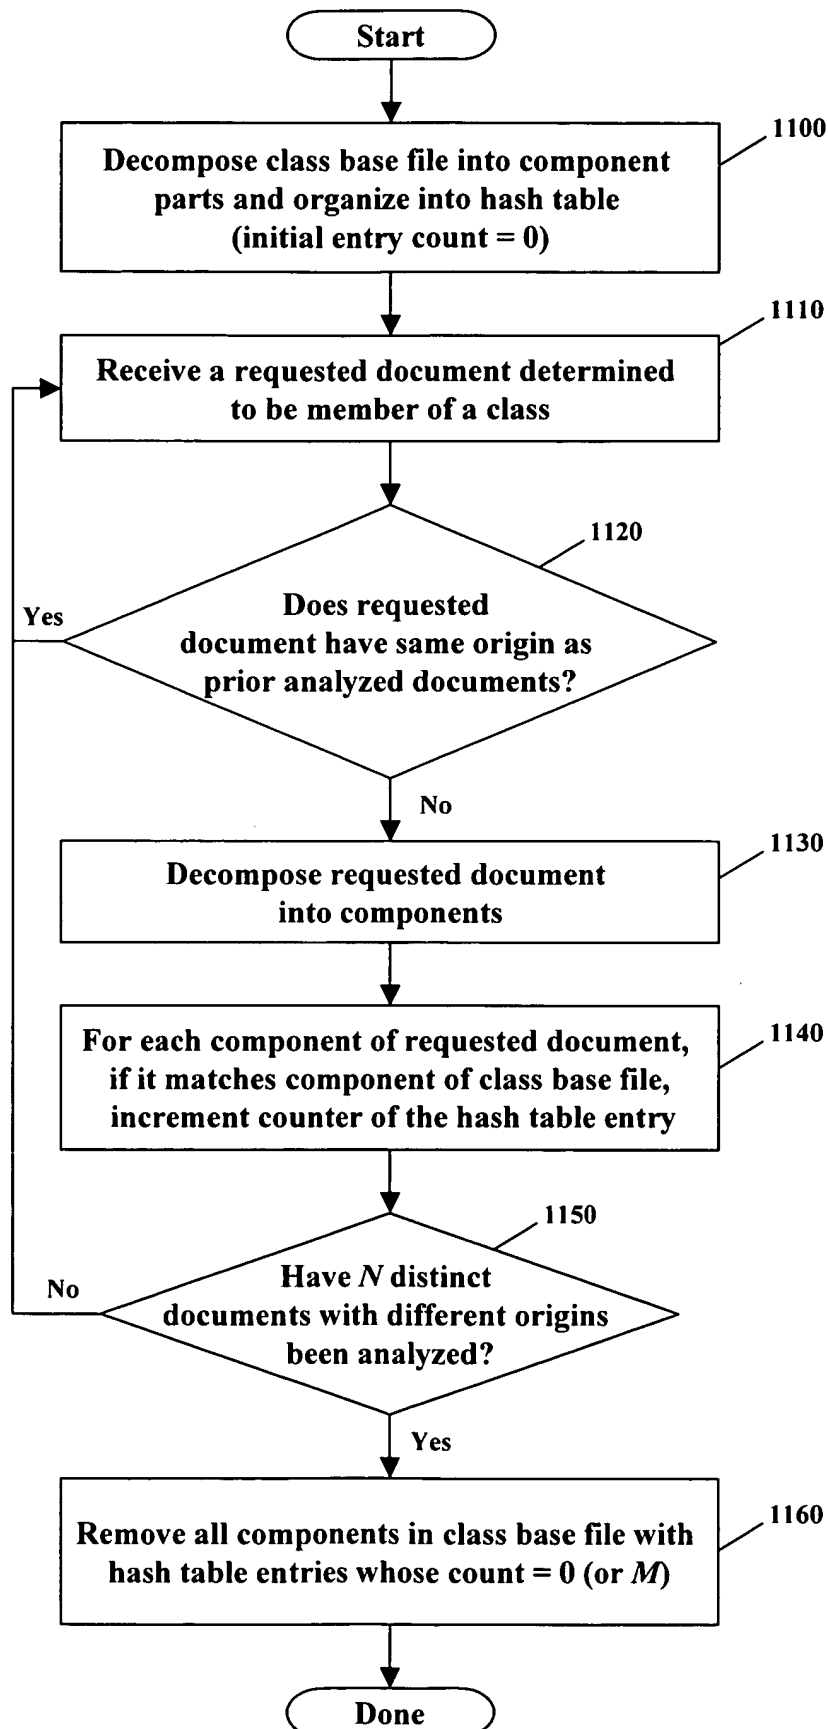 Start
1100
Decompose class base file into component
parts and organize into hash table
(initial entry count = 0)
1110
Receive a requested document determined
to be member of a class
1120
Does requested
document have same origin as
prior analyzed documents?
Yes
No
1130
Decompose requested document
into components
1140
For each component of requested document,
if it matches component of class base file,
increment counter of the hash table entry
1150
Have N distinct
documents with different origins
been analyzed?
No
Yes
1160
Remove all components in class base file with
hash table entries whose count = 0 (or M)
Done